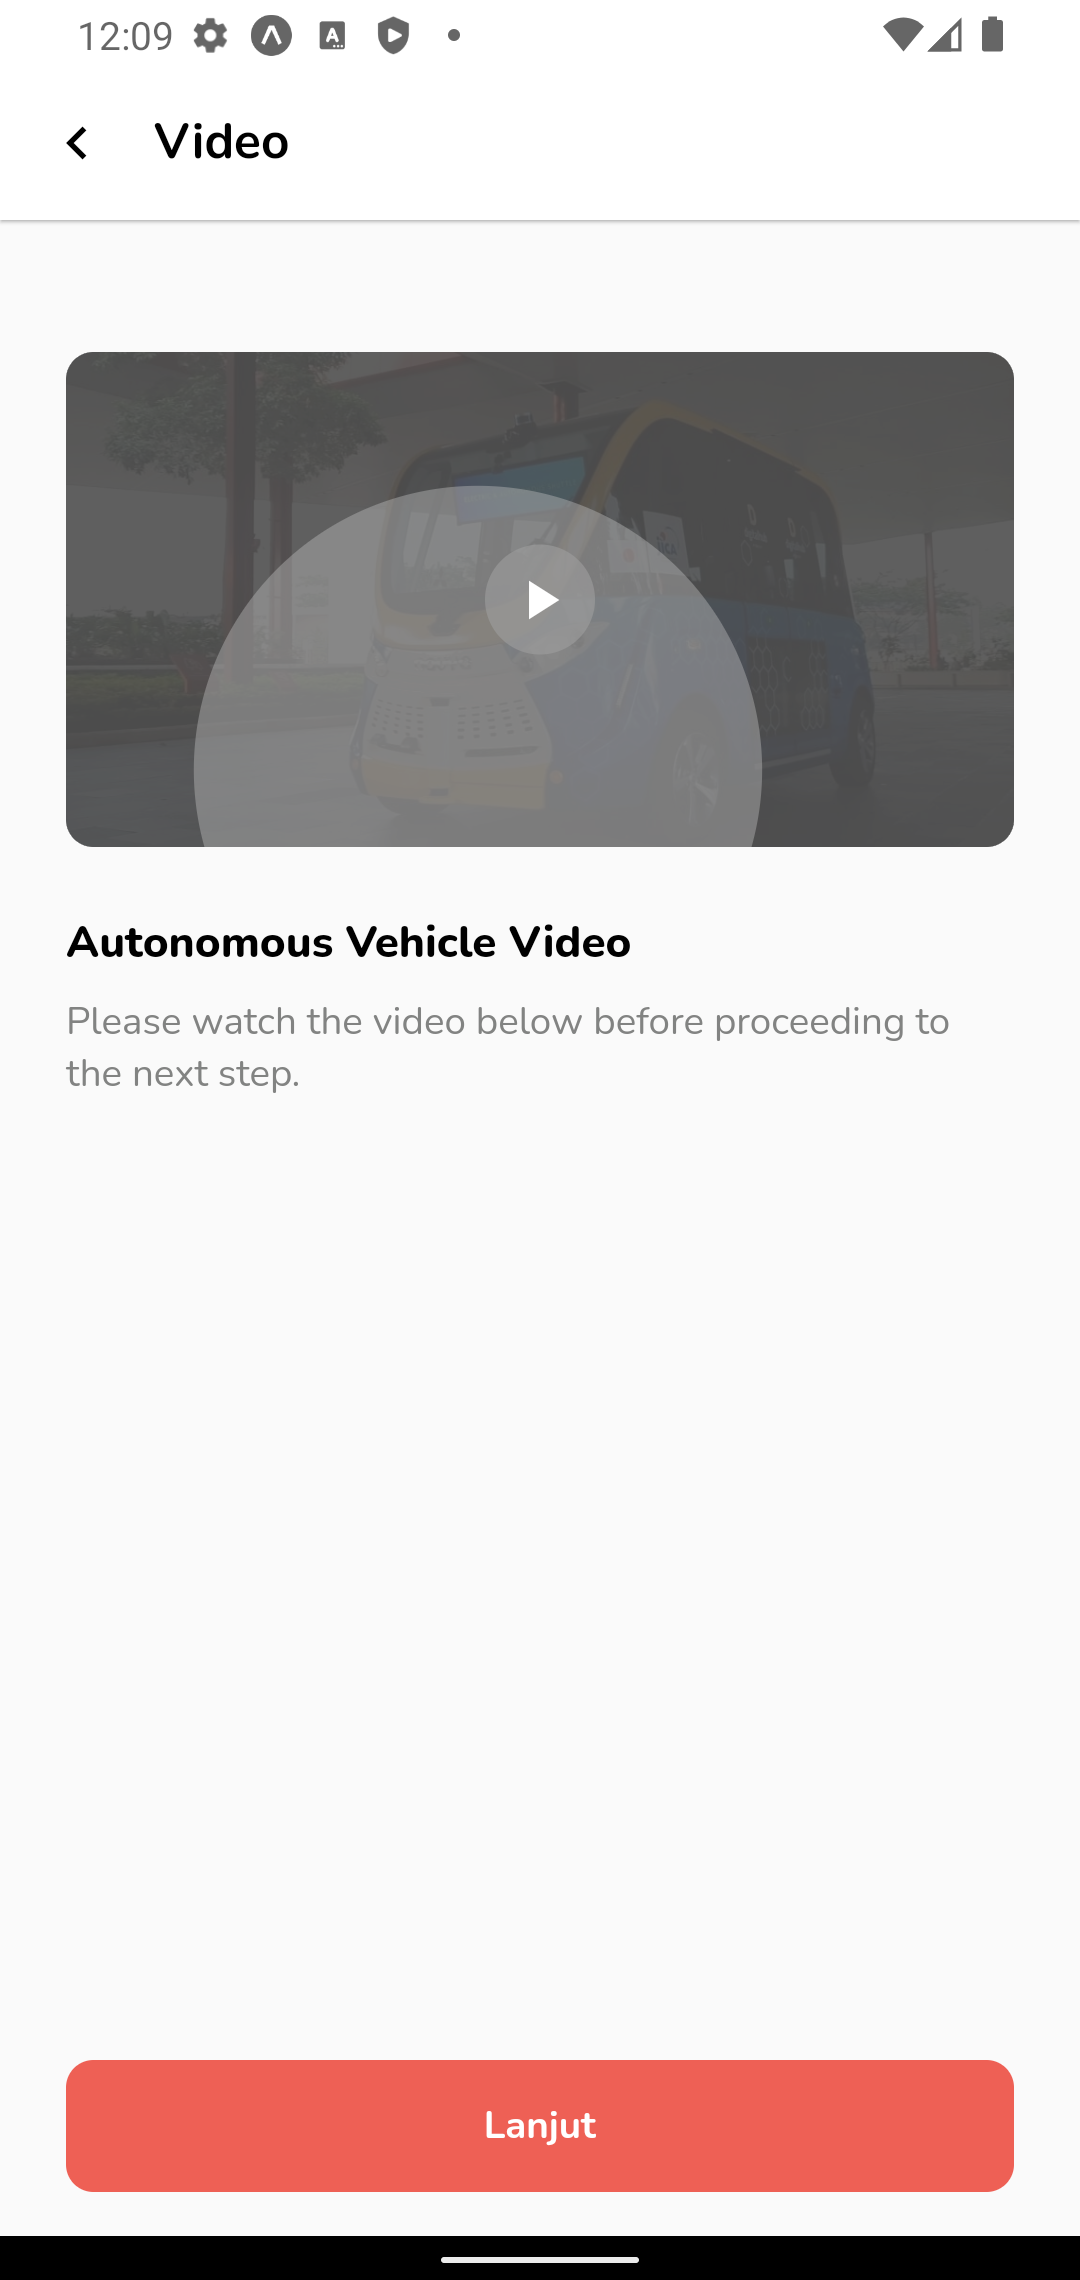 12:09
Video
Autonomous Vehicle Video
Please watch the video below before proceeding to
the next step.
Lanjut